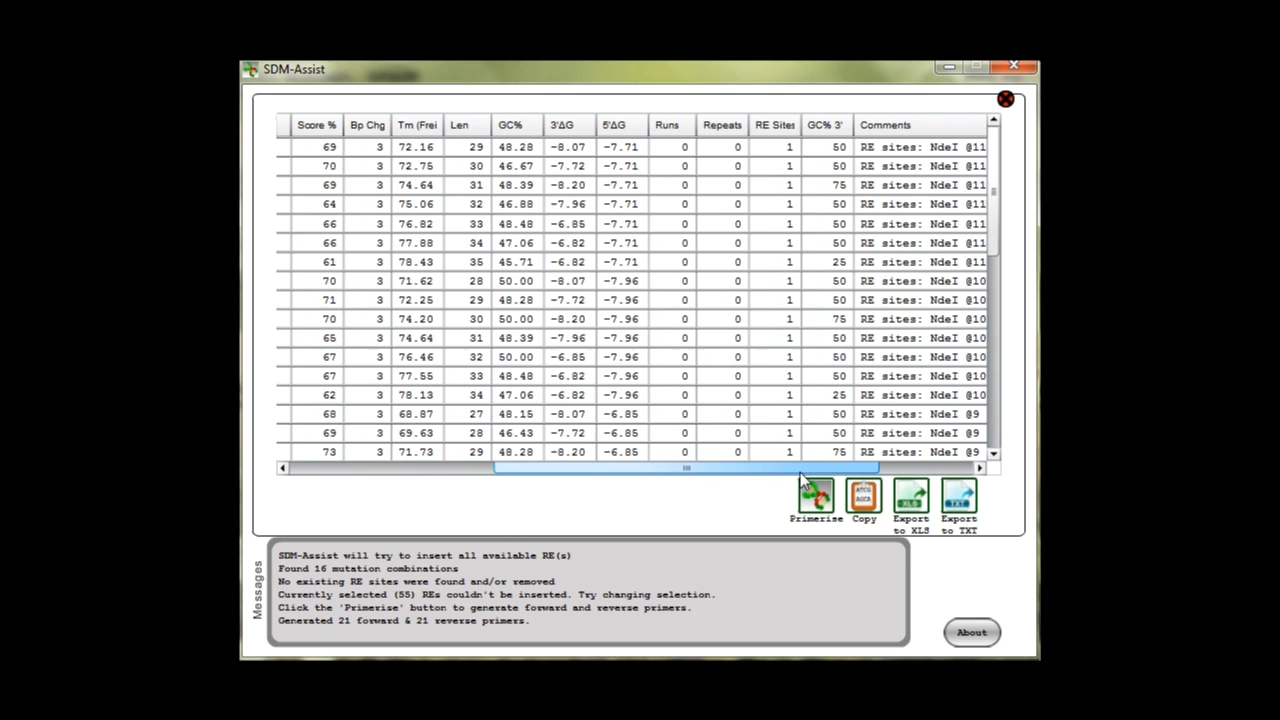 SDM-Assist
Score % Bp Chg Tm (Frei Len GC% 3'ΔG 5'ΔG Runs Repeats RE Sites GC% 3' Comments
69 3 72.16 29 48.28 -8.07 -7.71 0 0 1 50 RE sites: NdeI @11
70 3 72.75 30 46.67 -7.72 -7.71 0 0 1 50 RE sites: NdeI @11
69 3 74.64 31 48.39 -8.20 -7.71 0 0 1 75 RE sites: NdeI @11
64 3 75.06 32 46.88 -7.96 -7.71 0 0 1 50 RE sites: NdeI @11
66 3 76.82 33 48.48 -6.85 -7.71 0 0 1 50 RE sites: NdeI @11
66 3 77.88 34 47.06 -6.82 -7.71 0 0 1 50 RE sites: NdeI @11
61 3 78.43 35 45.71 -6.82 -7.71 0 0 1 25 RE sites: NdeI @11
70 3 71.62 28 50.00 -8.07 -7.96 0 0 1 50 RE sites: NdeI @10
71 3 72.25 29 48.28 -7.72 -7.96 0 0 1 50 RE sites: NdeI @10
70 3 74.20 30 50.00 -8.20 -7.96 0 0 1 75 RE sites: NdeI @10
65 3 74.64 31 48.39 -7.96 -7.96 0 0 1 50 RE sites: NdeI @10
67 3 76.46 32 50.00 -6.85 -7.96 0 0 1 50 RE sites: NdeI @10
67 3 77.55 33 48.48 -6.82 -7.96 0 0 1 50 RE sites: NdeI @10
62 3 78.13 34 47.06 -6.82 -7.96 0 0 1 25 RE sites: NdeI @10
68 3 68.87 27 48.15 -8.07 -6.85 0 0 1 50 RE sites: NdeI @9
69 3 69.63 28 46.43 -7.72 -6.85 0 0 1 50 RE sites: NdeI @9
73 3 71.73 29 48.28 -8.20 -6.85 0 0 1 75 RE sites: NdeI @9
Primerise Copy Export to XLS Export to TXT
Messages
SDM-Assist will try to insert all available RE(s)
Found 16 mutation combinations
No existing RE sites were found and/or removed
Currently selected (55) REs couldn't be inserted. Try changing selection.
Click the 'Primerise' button to generate forward and reverse primers.
Generated 21 forward & 21 reverse primers.
About